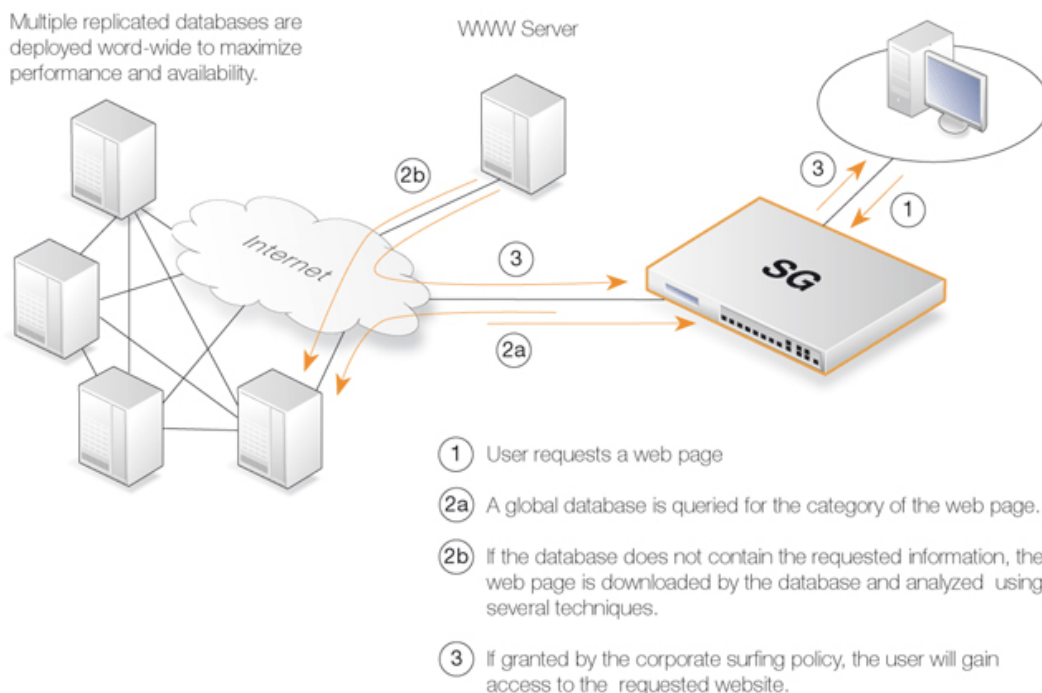 Multiple replicated databases are
deployed word-wide to maximize
performance and availability.
WWW Server
2b
3
1
Internet
3
SG
2a
1 User requests a web page
2a A global database is queried for the category of the web page.
2b If the database does not contain the requested information, the
web page is downloaded by the database and analyzed using
several techniques.
3 If granted by the corporate surfing policy, the user will gain
access to the requested website.